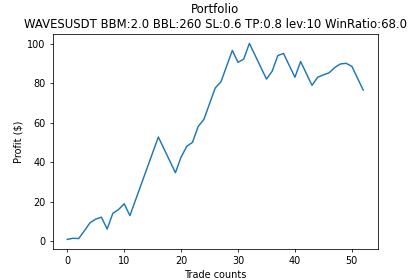 Portfolio
WAVESUSDT BBM:2.0 BBL:260 SL:0.6 TP:0.8 lev:10 WinRatio:68.0
100
80
60
40
20
0
Profit ($)
0 10 20 30 40 50
Trade counts